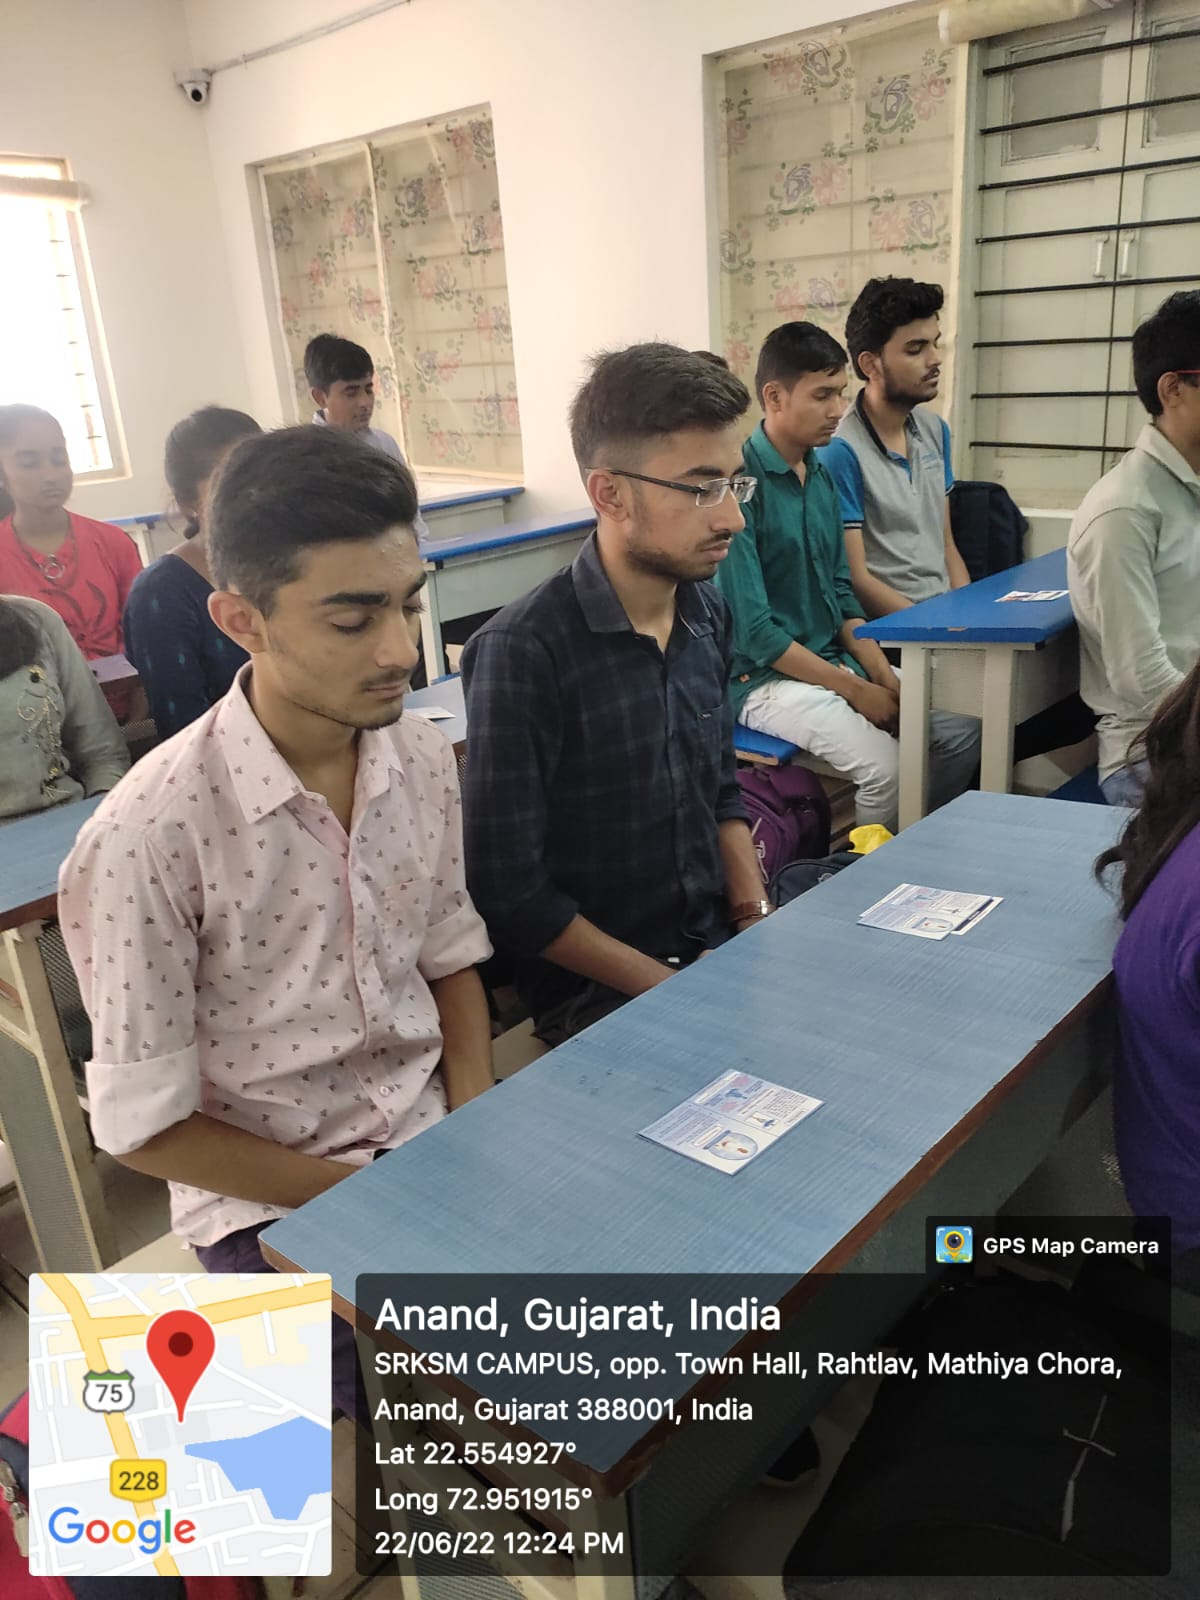 GPS Map Camera
Anand, Gujarat, India
SRKSM CAMPUS, opp. Town Hall, Rahtlav, Mathiya Chora,
Anand, Gujarat 388001, India
Lat 22.554927°
Long 72.951915°
22/06/22 12:24 PM
75
228
Google